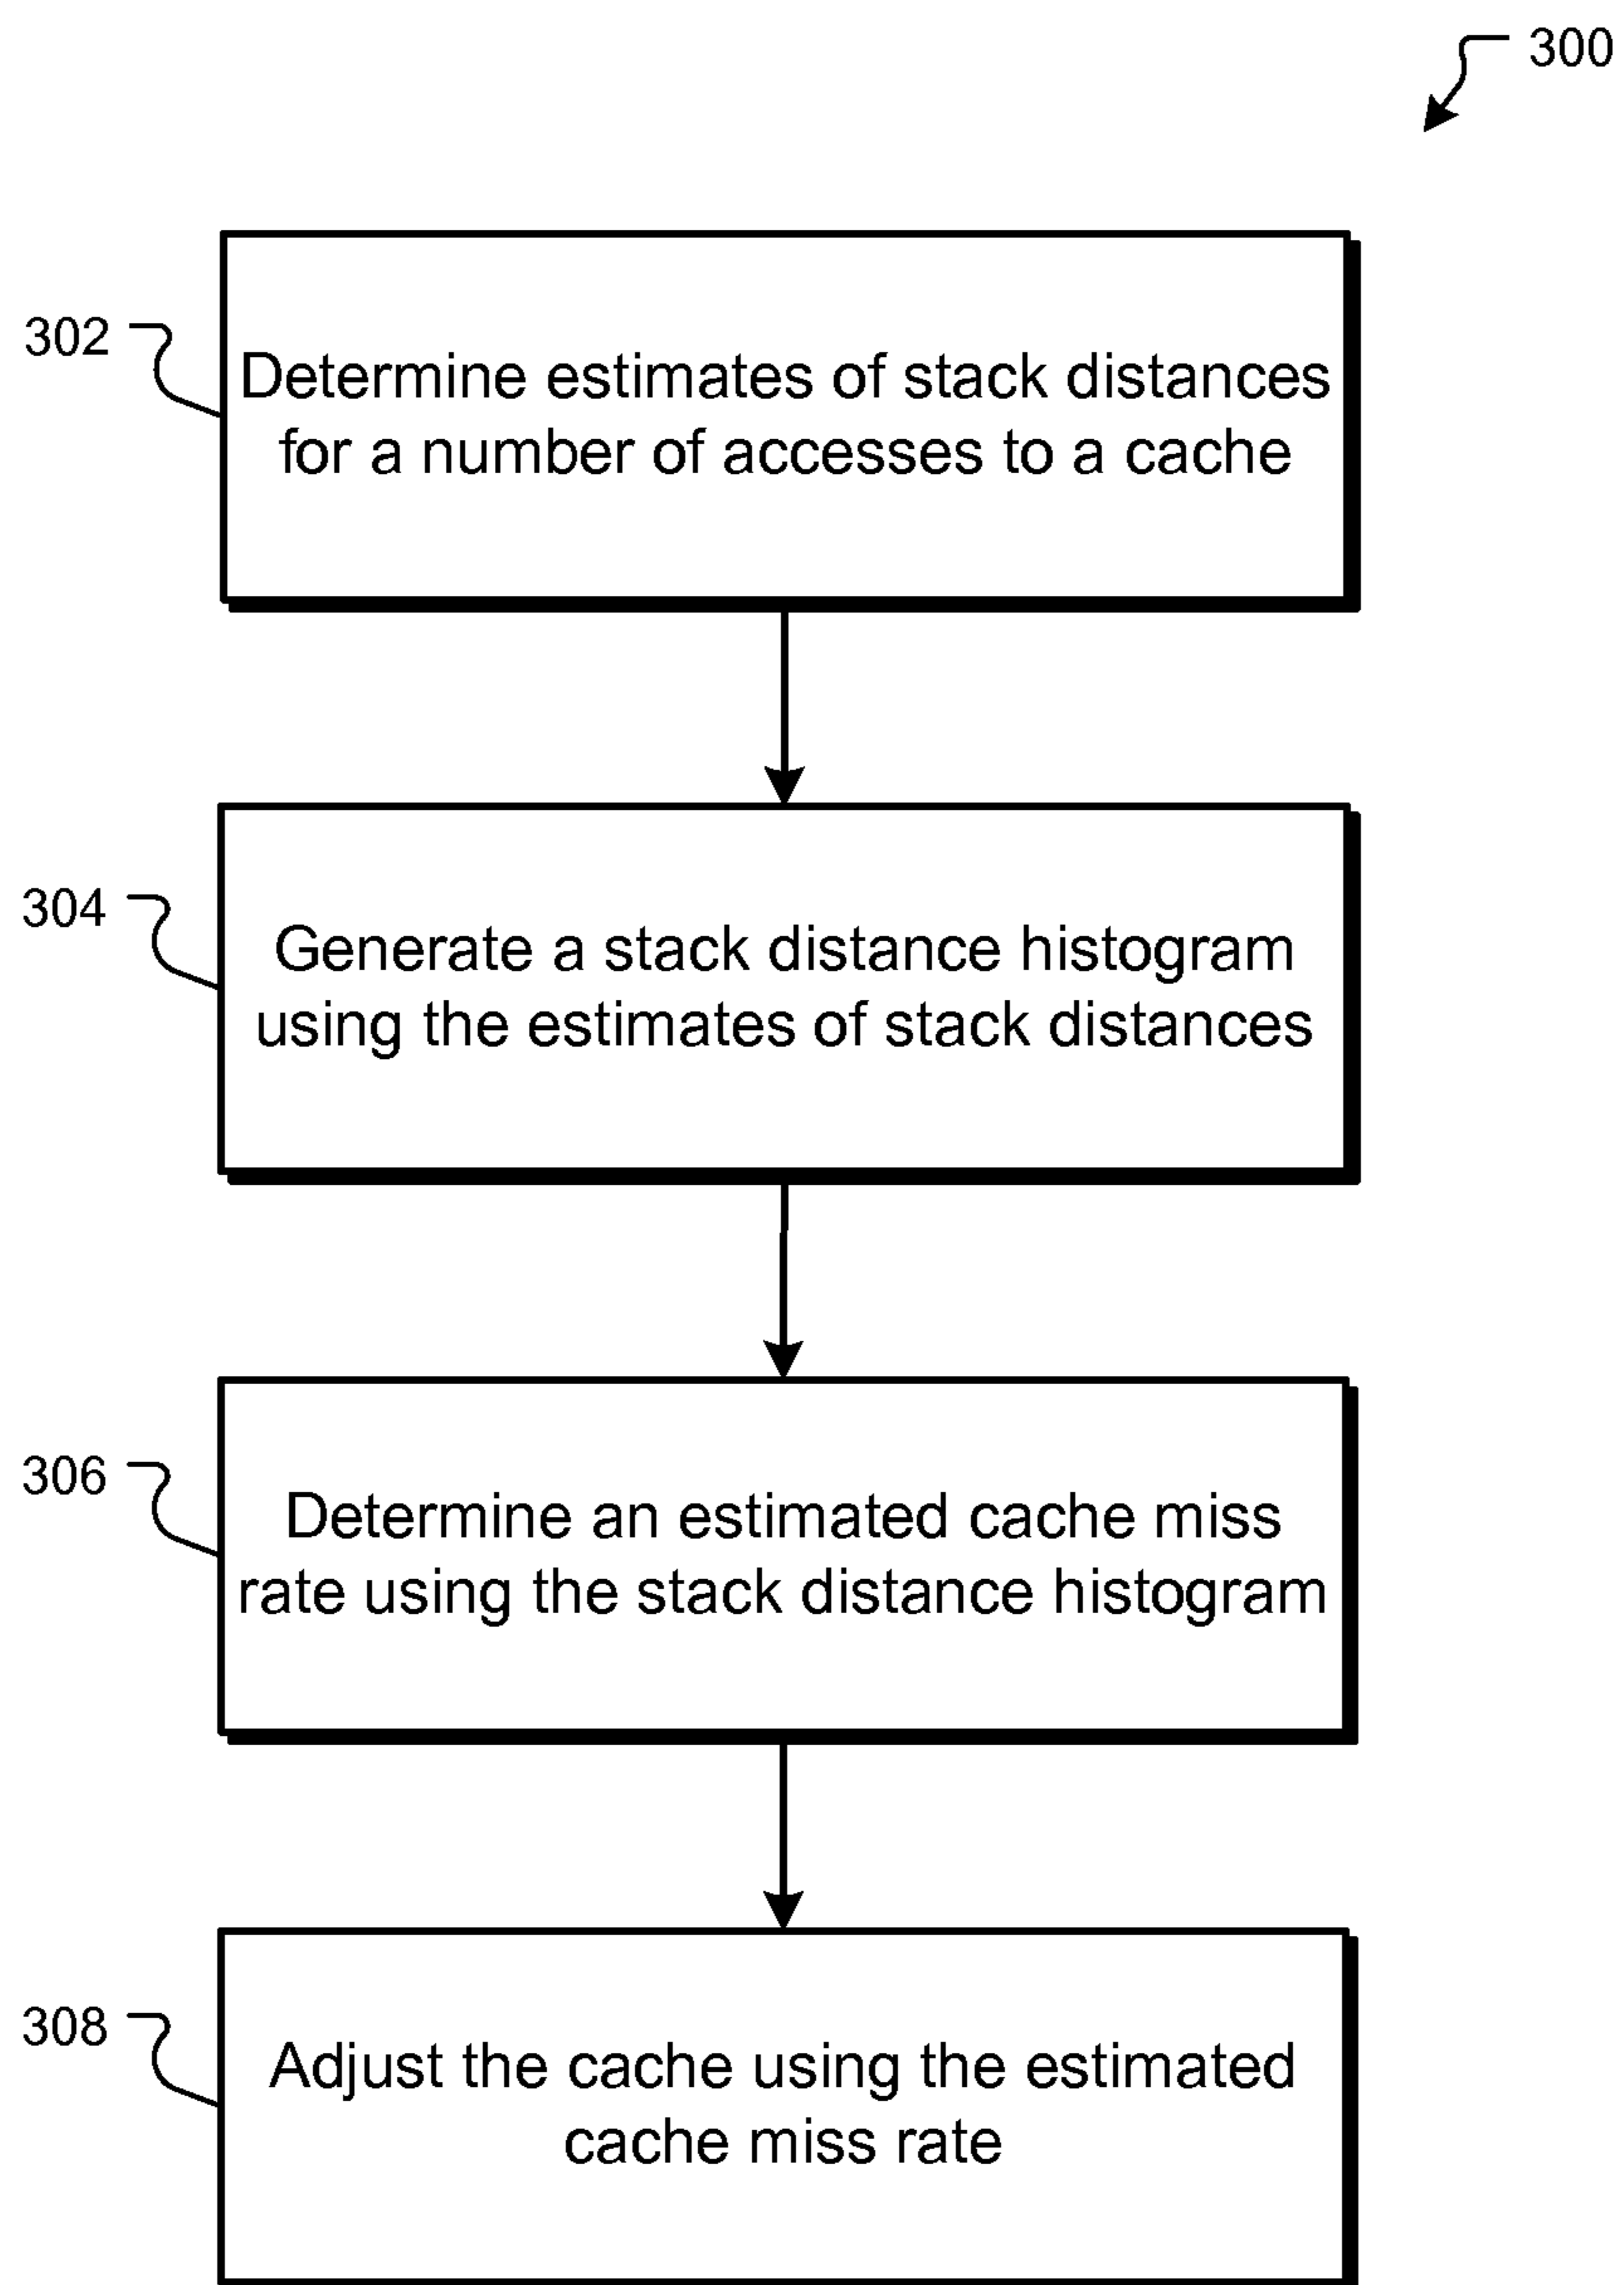 300
302
Determine estimates of stack distances
for a number of accesses to a cache
304
Generate a stack distance histogram
using the estimates of stack distances
306
Determine an estimated cache miss
rate using the stack distance histogram
308
Adjust the cache using the estimated
cache miss rate